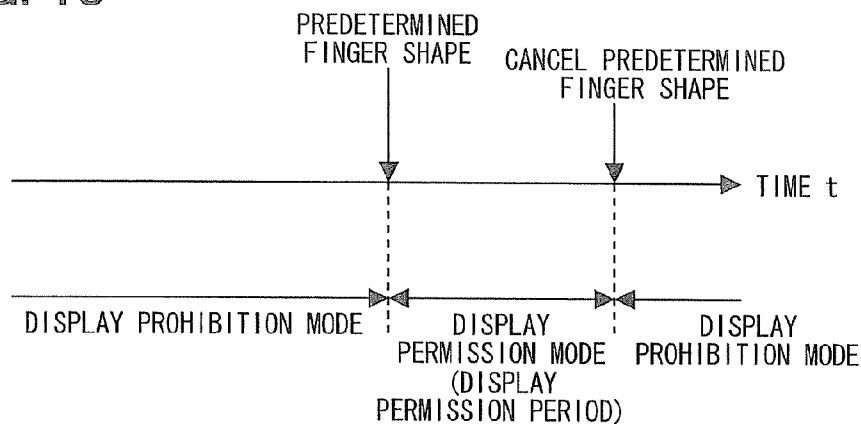 PREDETERMINED
FINGER SHAPE
CANCEL PREDETERMINED
FINGER SHAPE
TIME t
DISPLAY PROHIBITION MODE
DISPLAY
PERMISSION MODE
(DISPLAY
PERMISSION PERIOD)
DISPLAY
PROHIBITION MODE